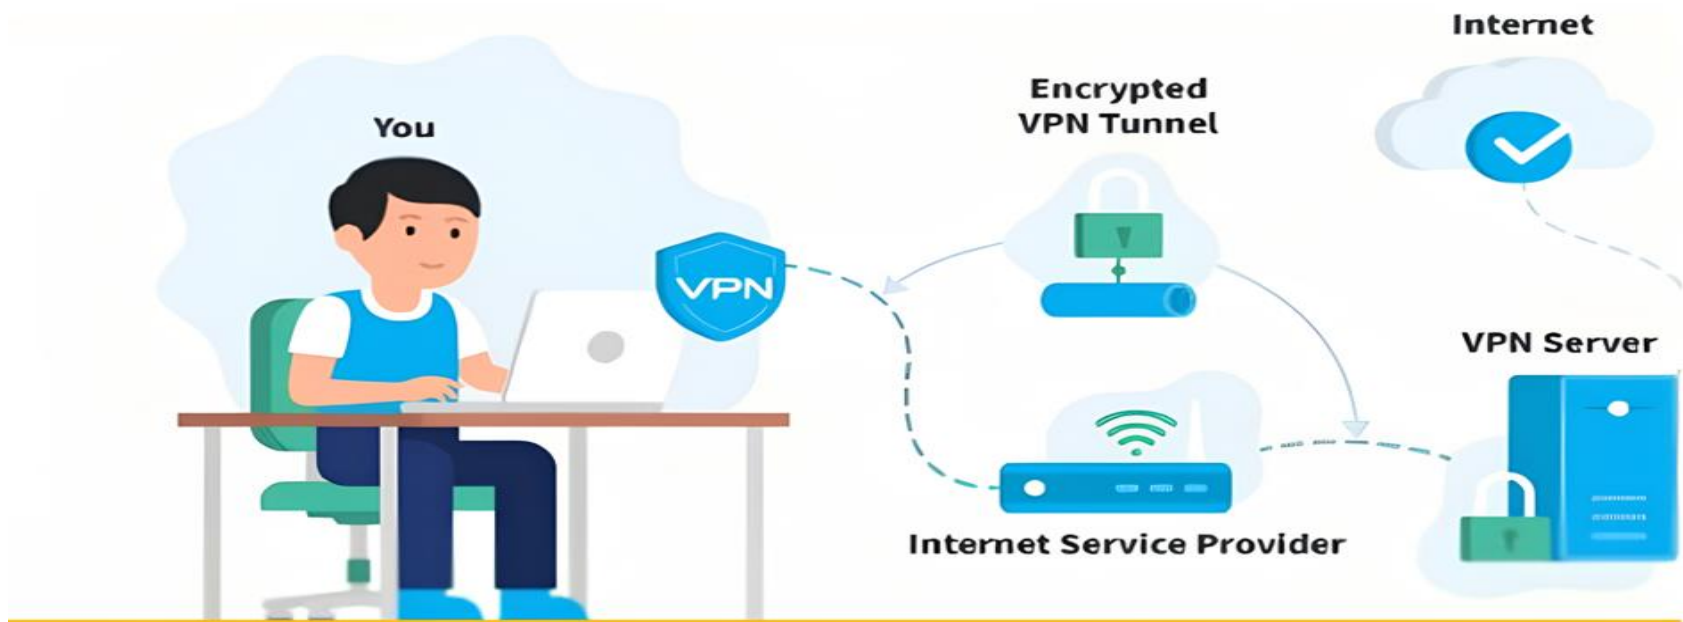 Internet
Encrypted
VPN Tunnel
You
VPN
VPN Server
Internet Service Provider